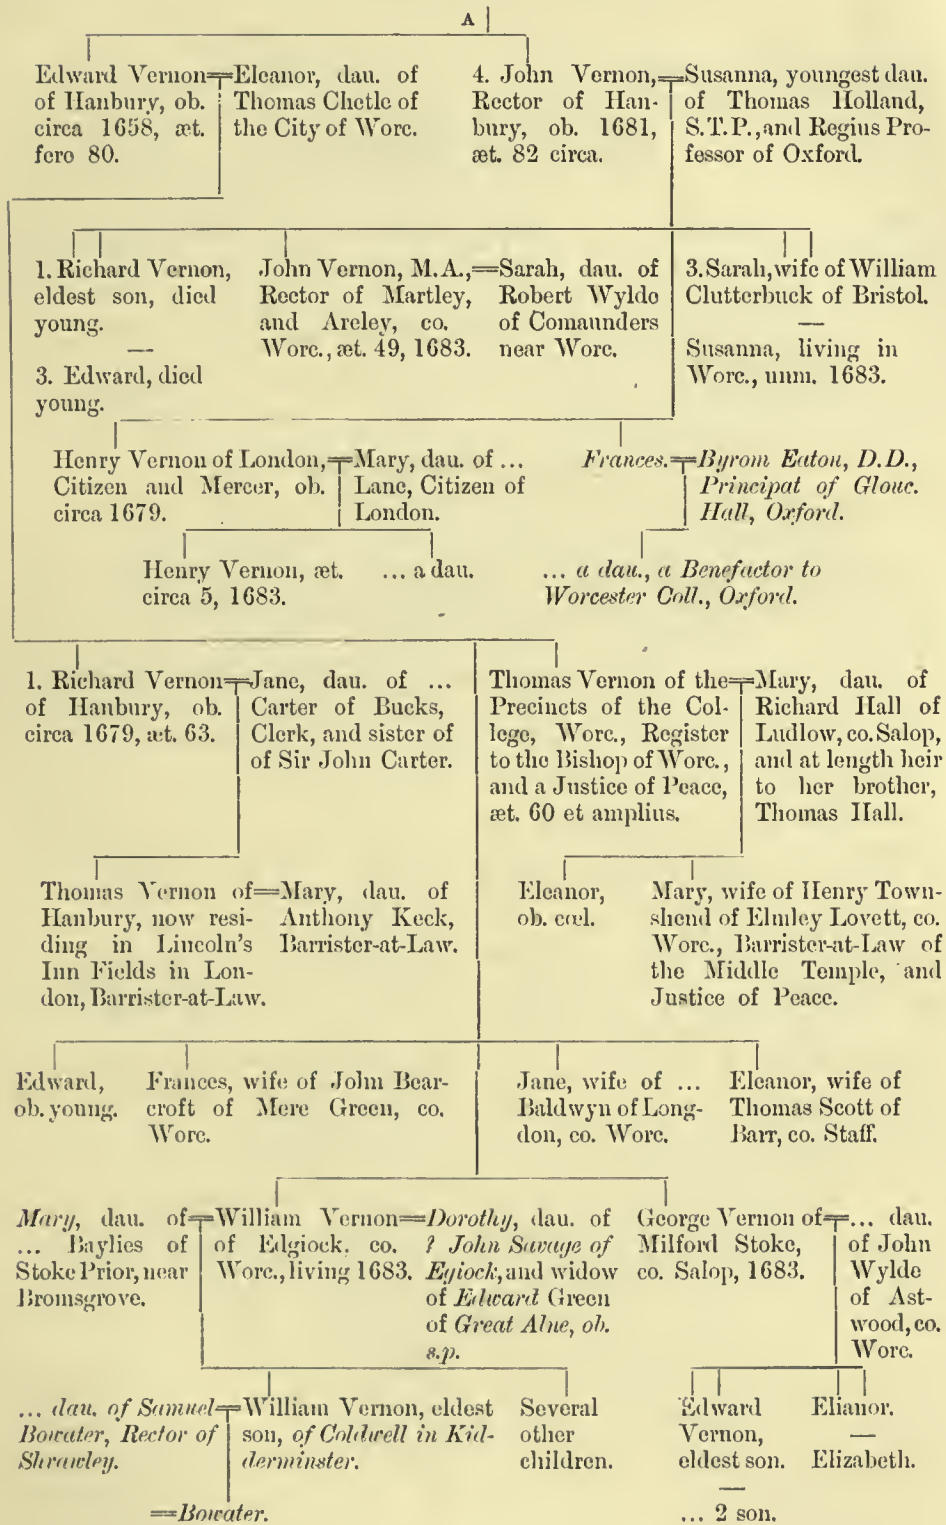 A
Edward Vernon=Eleanor, dau. of
of Hanbury, ob. Thomas Chetle of
circa 1658, æt. the City of Worc.
fere 80.
4. John Vernon,=Susanna, youngest dau.
Rector of Han- of Thomas Holland,
bury, ob. 1681, S.T.P., and Regius Pro-
æt. 82 circa. fessor of Oxford.
1. Richard Vernon,
eldest son, died
young.
—
3. Edward, died
young.
John Vernon, M.A.,=Sarah, dau. of
Rector of Martley, Robert Wylde
and Areley, co. of Comaunders
Worc., æt. 49, 1683. near Worc.
3. Sarah, wife of William
Clutterbuck of Bristol.
—
Susanna, living in
Worc., unm. 1683.
Henry Vernon of London,=Mary, dau. of ...
Citizen and Mercer, ob. Lane, Citizen of
circa 1679. London.
Frances.=Byrom Eaton, D.D.,
Principal of Glouc.
Hall, Oxford.
Henry Vernon, æt. ... a dau.
circa 5, 1683.
... a dau., a Benefactor to
Worcester Coll., Oxford.
1. Richard Vernon=Jane, dau. of ...
of Hanbury, ob. Carter of Bucks,
circa 1679, æt. 63. Clerk, and sister of
of Sir John Carter.
Thomas Vernon of the=Mary, dau. of
Precincts of the Col- Richard Hall of
lege, Worc., Register Ludlow, co. Salop,
to the Bishop of Worc., and at length heir
and a Justice of Peace, to her brother,
æt. 60 et amplius. Thomas Hall.
Thomas Vernon of=Mary, dau. of
Hanbury, now resi- Anthony Keck,
ding in Lincoln's Barrister-at-Law.
Inn Fields in Lon-
don, Barrister-at-Law.
Eleanor,
ob. cœl.
Mary, wife of Henry Town-
shend of Elmley Lovett, co.
Worc., Barrister-at-Law of
the Middle Temple, and
Justice of Peace.
Edward,
ob. young.
Frances, wife of John Bear-
croft of Mere Green, co.
Worc.
Jane, wife of ...
Baldwyn of Long-
don, co. Worc.
Eleanor, wife of
Thomas Scott of
Barr, co. Staff.
Mary, dau. of=William Vernon=Dorothy, dau. of
... Baylies of of Edgiock, co. ? John Savage of
Stoke Prior, near Worc., living 1683. Egiock, and widow
Bromsgrove. of Edward Green
of Great Alne, ob.
s.p.
George Vernon of=... dau.
Milford Stoke, of John
co. Salop, 1683. Wylde
of Ast-
wood, co.
Worc.
... dau. of Samuel=William Vernon, eldest
Bowater, Rector of son, of Coldwell in Kid-
Shrawley. derminster.
Several
other
children.
Edward
Vernon,
eldest son.
—
... 2 son.
Elianor.
—
Elizabeth.
=Bowater.